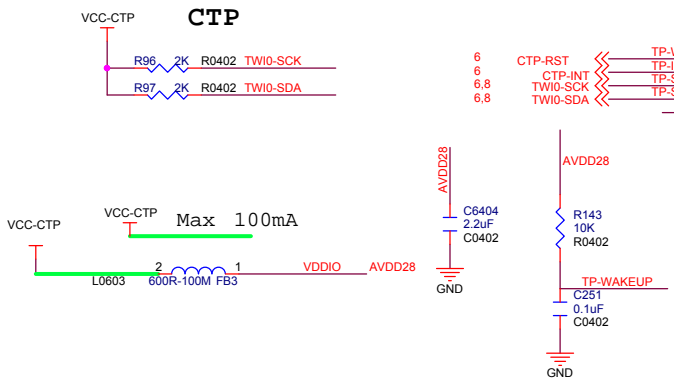 CTP
VCC-CTP
R96 2K R0402 TWI0-SCK
R97 2K R0402 TWI0-SDA
6 CTP-RST
6 CTP-INT
6,8 TWI0-SCK
6,8 TWI0-SDA
AVDD28
C6404
2.2uF
C0402
GND
AVDD28
R143
10K
R0402
TP-WAKEUP
C251
0.1uF
C0402
GND
VCC-CTP
VCC-CTP
Max 100mA
2 1 VDDIO AVDD28
L0603 600R-100M FB3